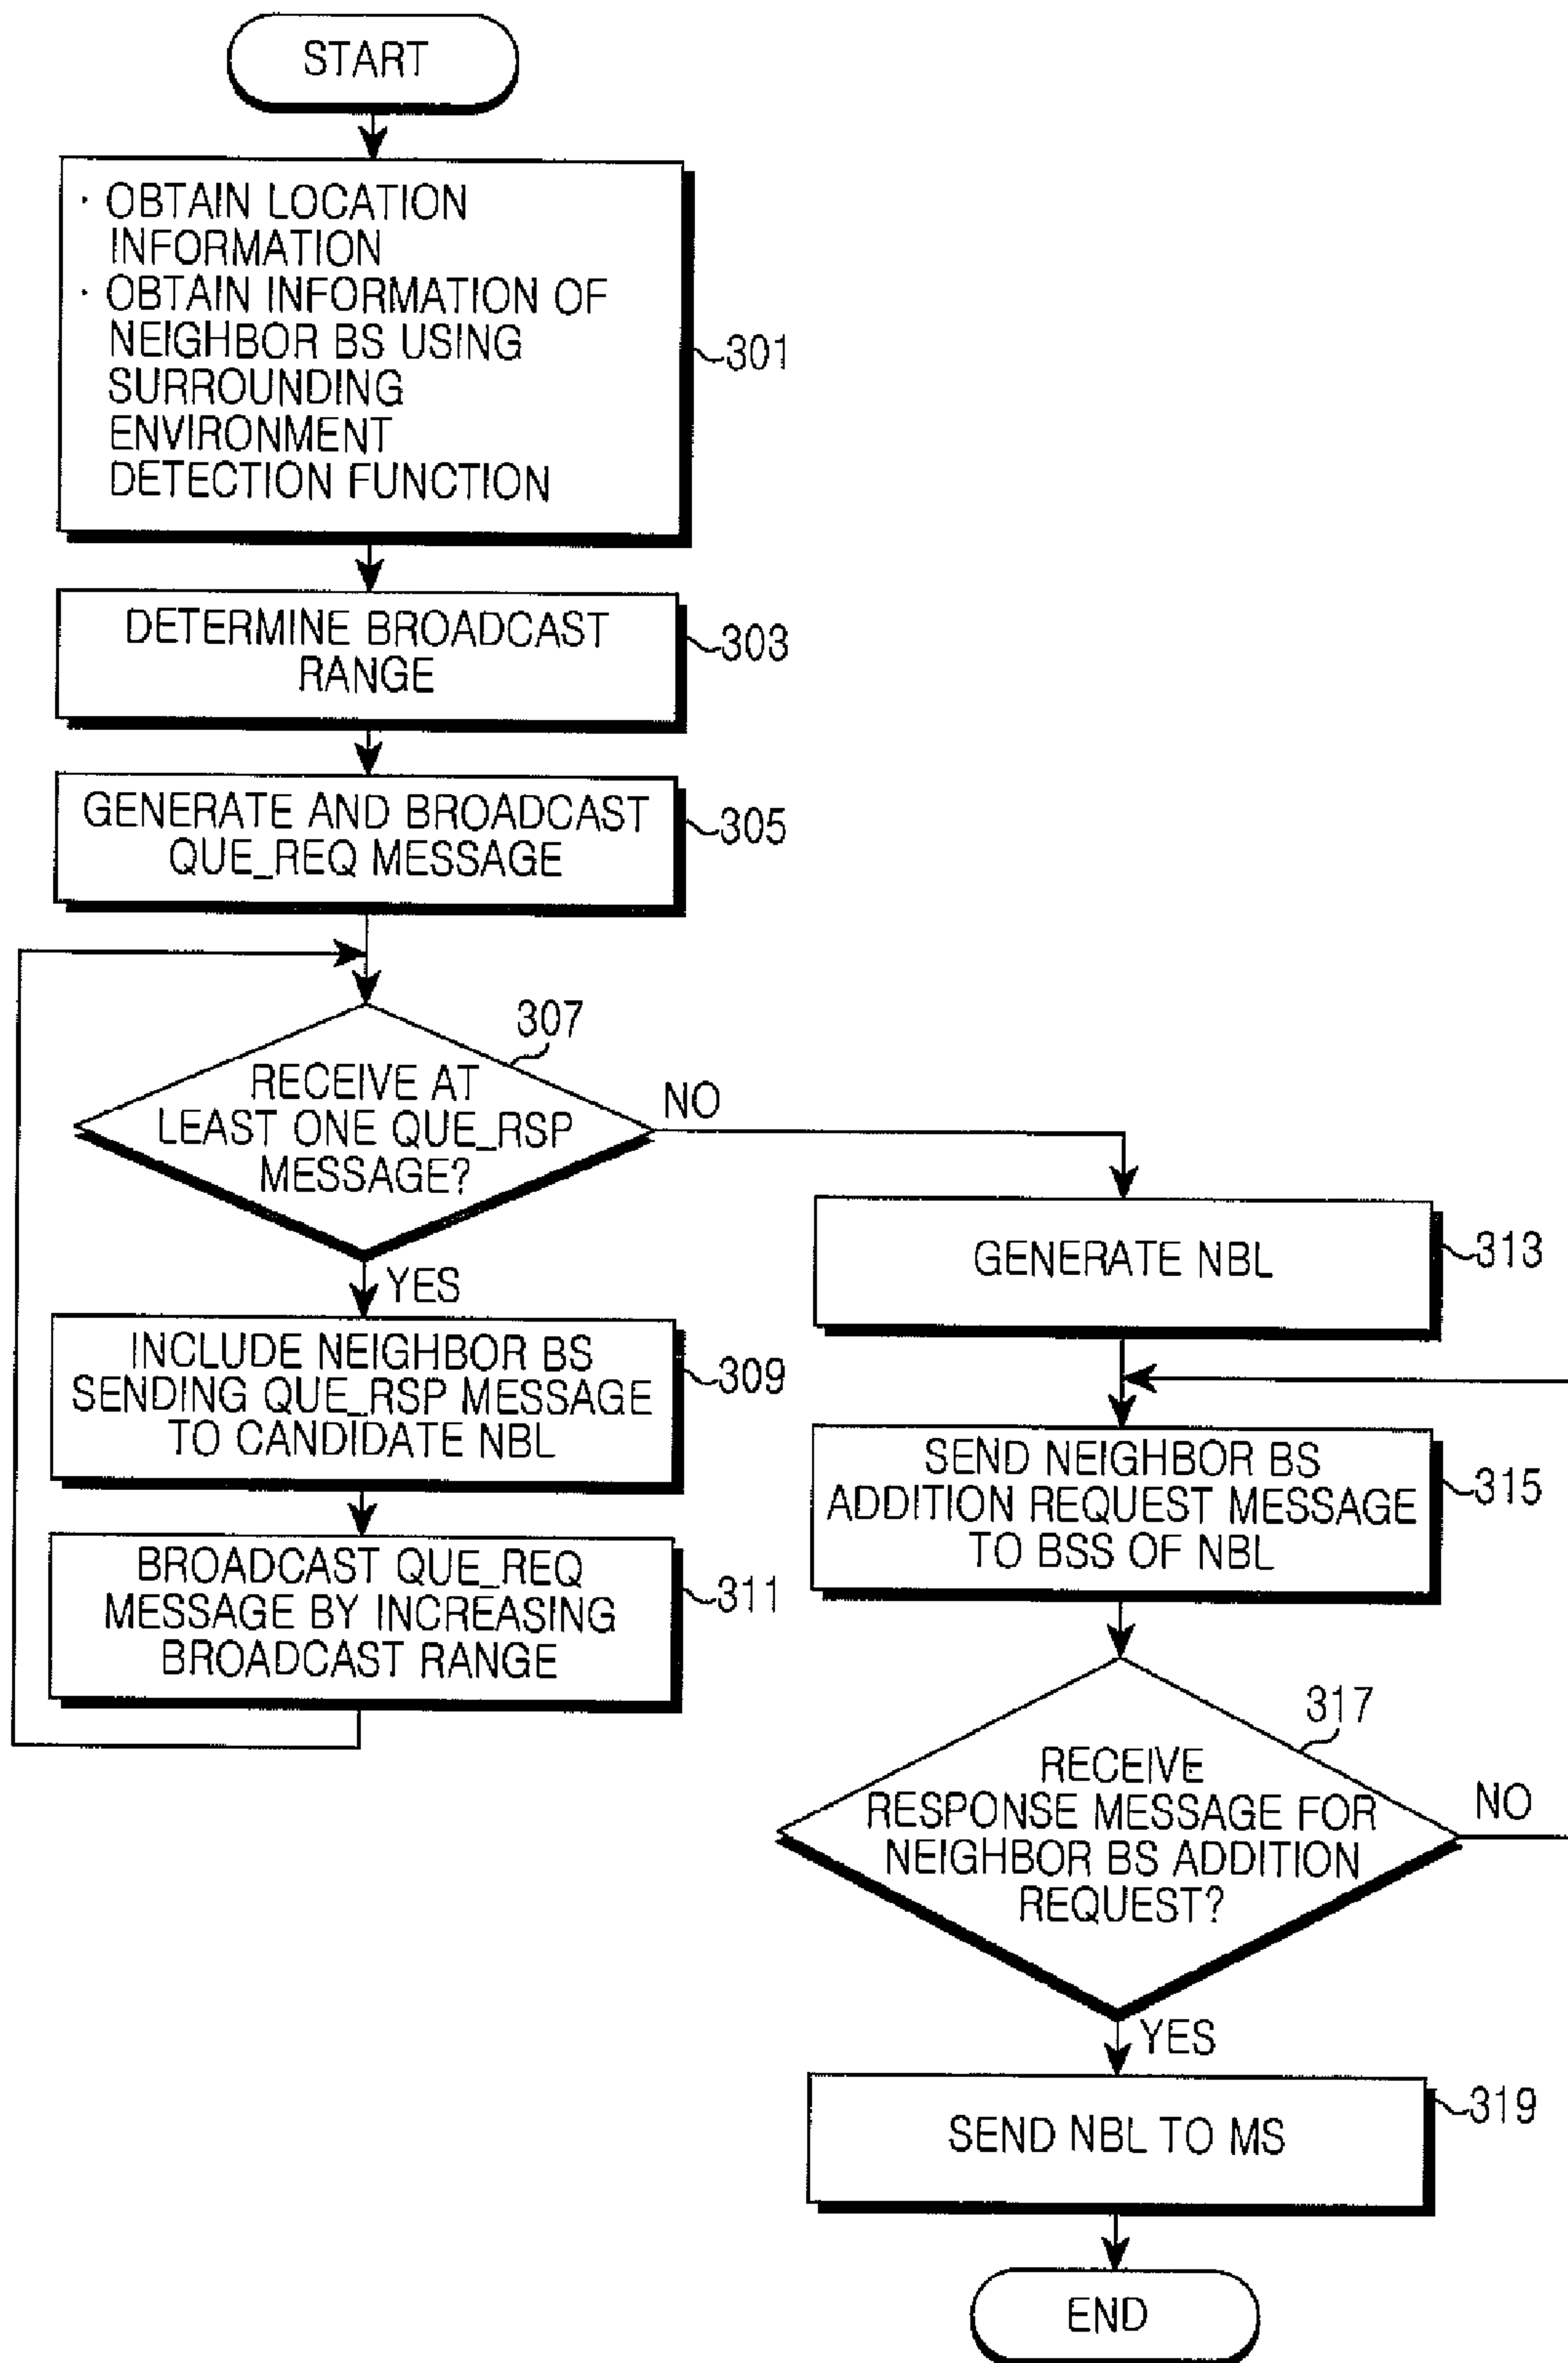 START
· OBTAIN LOCATION
INFORMATION
· OBTAIN INFORMATION OF
NEIGHBOR BS USING
SURROUNDING
ENVIRONMENT
DETECTION FUNCTION
301
DETERMINE BROADCAST
RANGE
303
GENERATE AND BROADCAST
QUE_REQ MESSAGE
305
307
RECEIVE AT
LEAST ONE QUE_RSP
MESSAGE?
NO
YES
INCLUDE NEIGHBOR BS
SENDING QUE_RSP MESSAGE
TO CANDIDATE NBL
309
BROADCAST QUE_REQ
MESSAGE BY INCREASING
BROADCAST RANGE
311
GENERATE NBL
313
SEND NEIGHBOR BS
ADDITION REQUEST MESSAGE
TO BSS OF NBL
315
317
RECEIVE
RESPONSE MESSAGE FOR
NEIGHBOR BS ADDITION
REQUEST?
NO
YES
SEND NBL TO MS
319
END